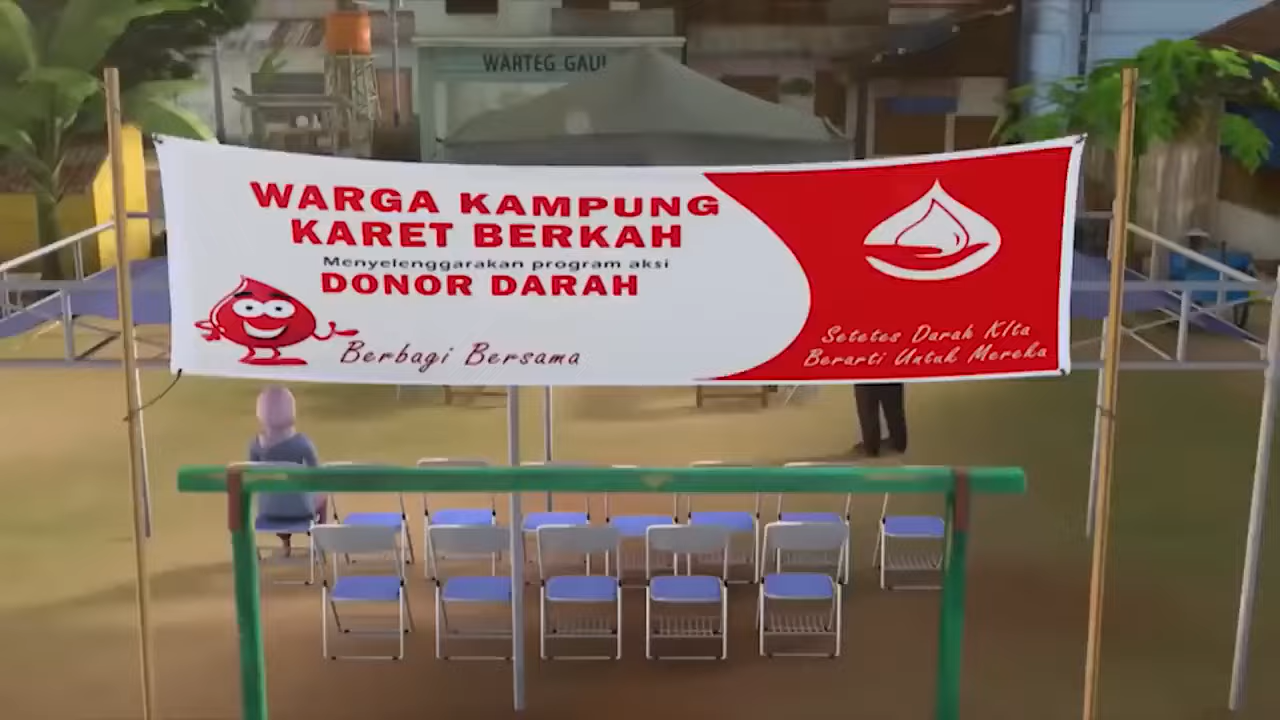 WARTEG GAUL
WARGA KAMPUNG
KARET BERKAH
Menyelenggarakan program aksi
DONOR DARAH
Berbagi Bersama
Setetes Darah KIta
Berarti Untuk Mereka